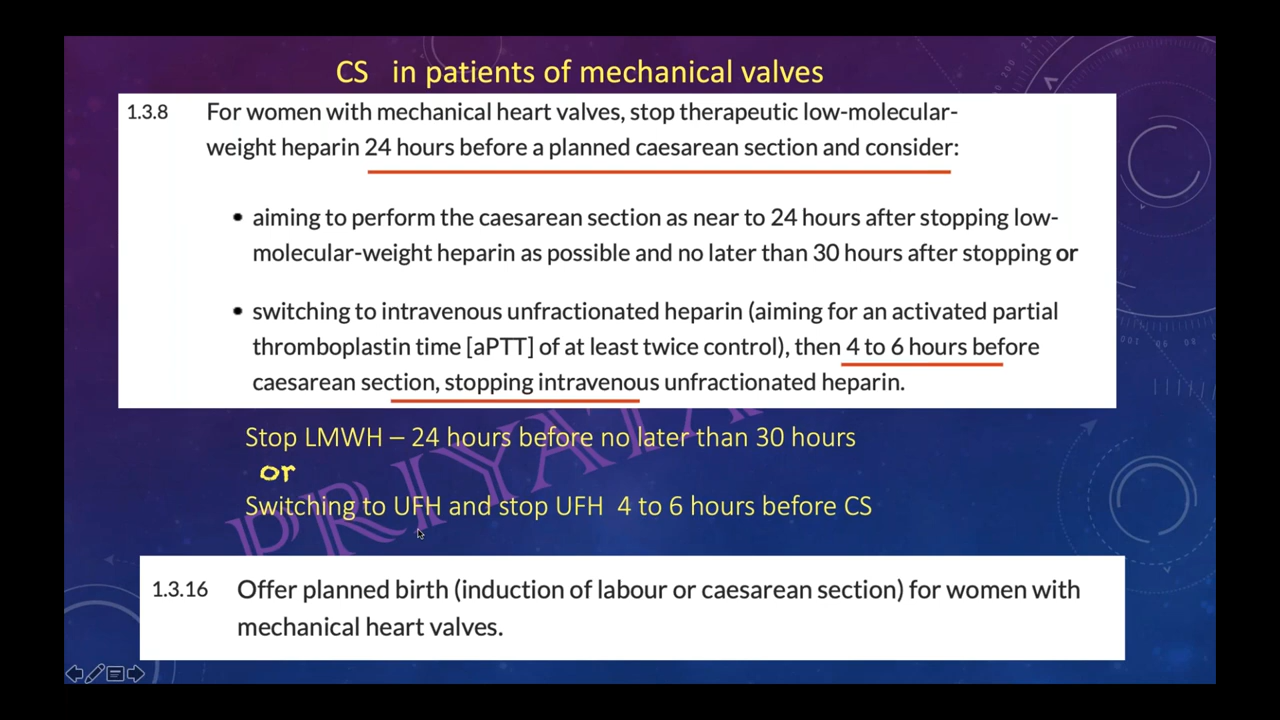 CS in patients of mechanical valves
1.3.8 For women with mechanical heart valves, stop therapeutic low-molecular-
weight heparin 24 hours before a planned caesarean section and consider:
• aiming to perform the caesarean section as near to 24 hours after stopping low-
molecular-weight heparin as possible and no later than 30 hours after stopping or
• switching to intravenous unfractionated heparin (aiming for an activated partial
thromboplastin time [aPTT] of at least twice control), then 4 to 6 hours before
caesarean section, stopping intravenous unfractionated heparin.
Stop LMWH – 24 hours before no later than 30 hours
or
Switching to UFH and stop UFH 4 to 6 hours before CS
1.3.16 Offer planned birth (induction of labour or caesarean section) for women with
mechanical heart valves.